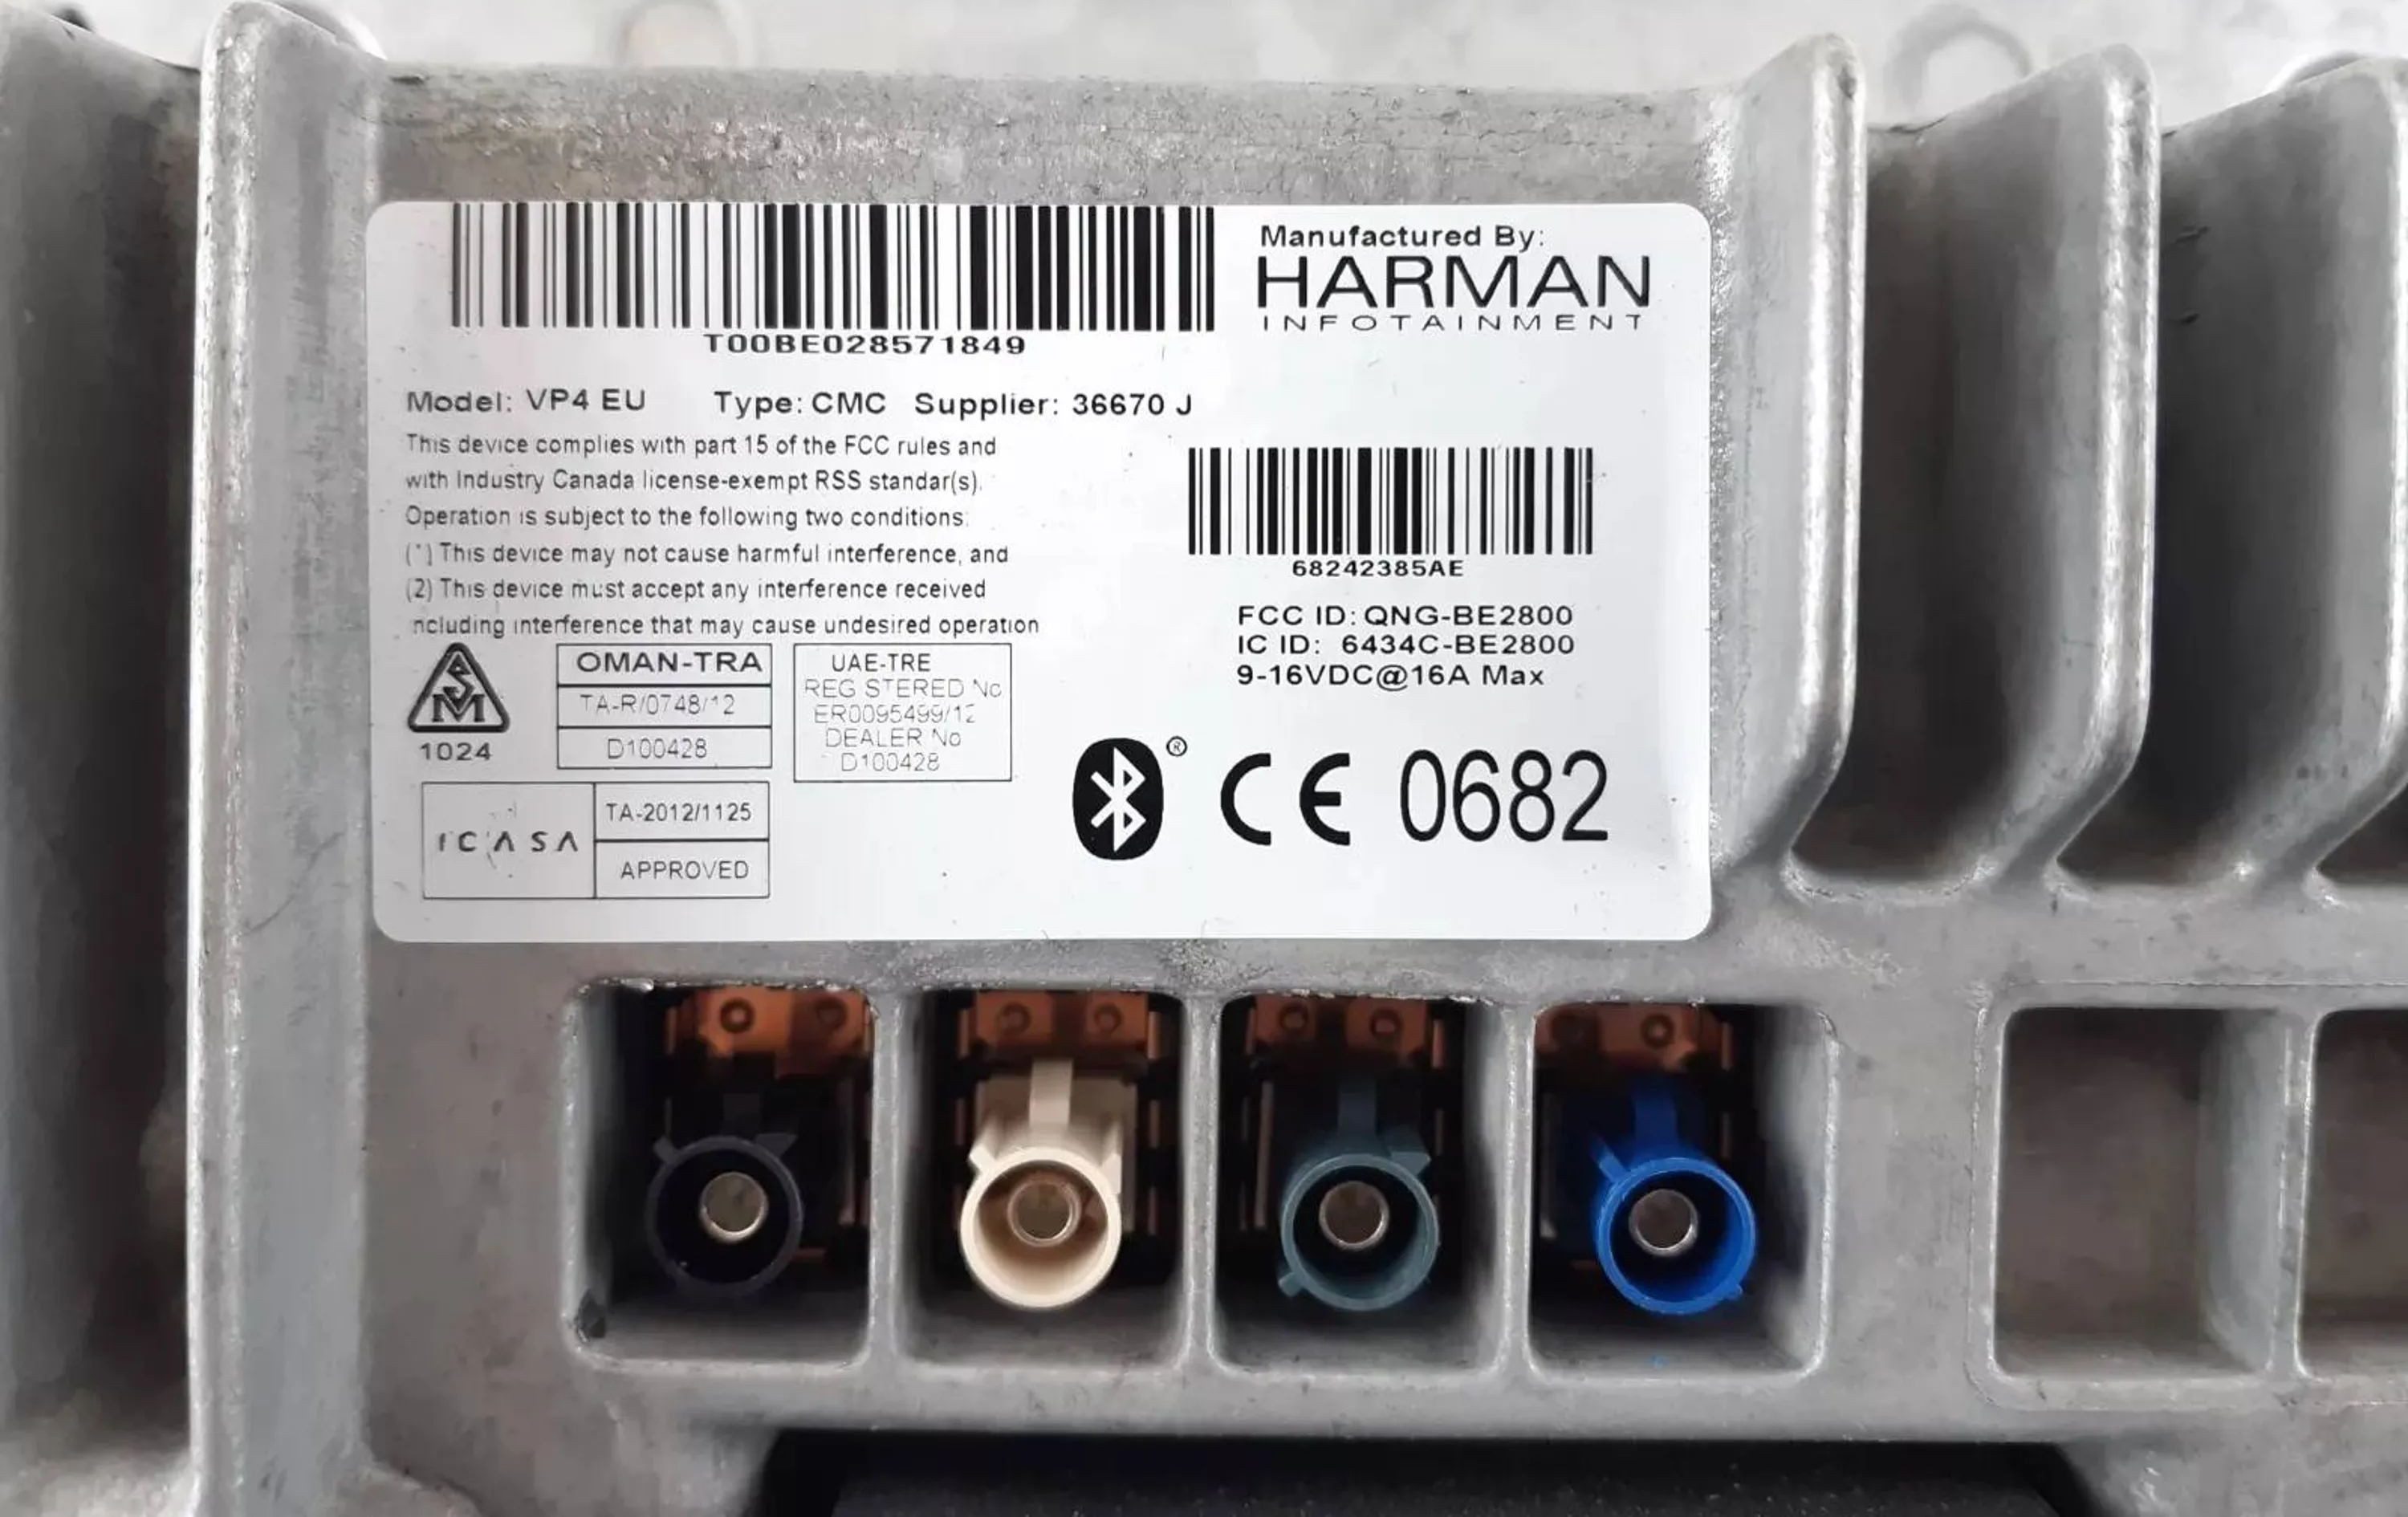 T00BE028571849
Manufactured By:
HARMAN
INFOTAINMENT
Model: VP4 EU Type: CMC Supplier: 36670 J
This device complies with part 15 of the FCC rules and
with Industry Canada license-exempt RSS standar(s).
Operation is subject to the following two conditions:
(1) This device may not cause harmful interference, and
(2) This device must accept any interference received
ncluding interference that may cause undesired operation
68242385AE
FCC ID: QNG-BE2800
IC ID: 6434C-BE2800
9-16VDC@16A Max
SM
1024
OMAN-TRA
TA-R/0748/12
D100428
UAE-TRE
REG STERED No
ER0095499/12
DEALER No
D100428
ICASA
TA-2012/1125
APPROVED
® CE 0682